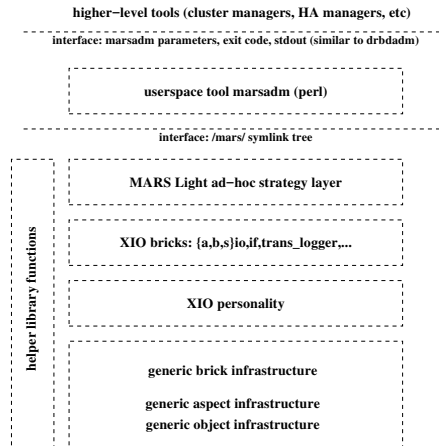 higher−level tools (cluster managers, HA managers, etc)
interface: marsadm parameters, exit code, stdout (similar to drbdadm)
userspace tool marsadm (perl)
interface: /mars/ symlink tree
MARS Light ad−hoc strategy layer
XIO bricks: {a,b,s}io,if,trans_logger,...
helper library functions
XIO personality
generic brick infrastructure
generic aspect infrastructure
generic object infrastructure